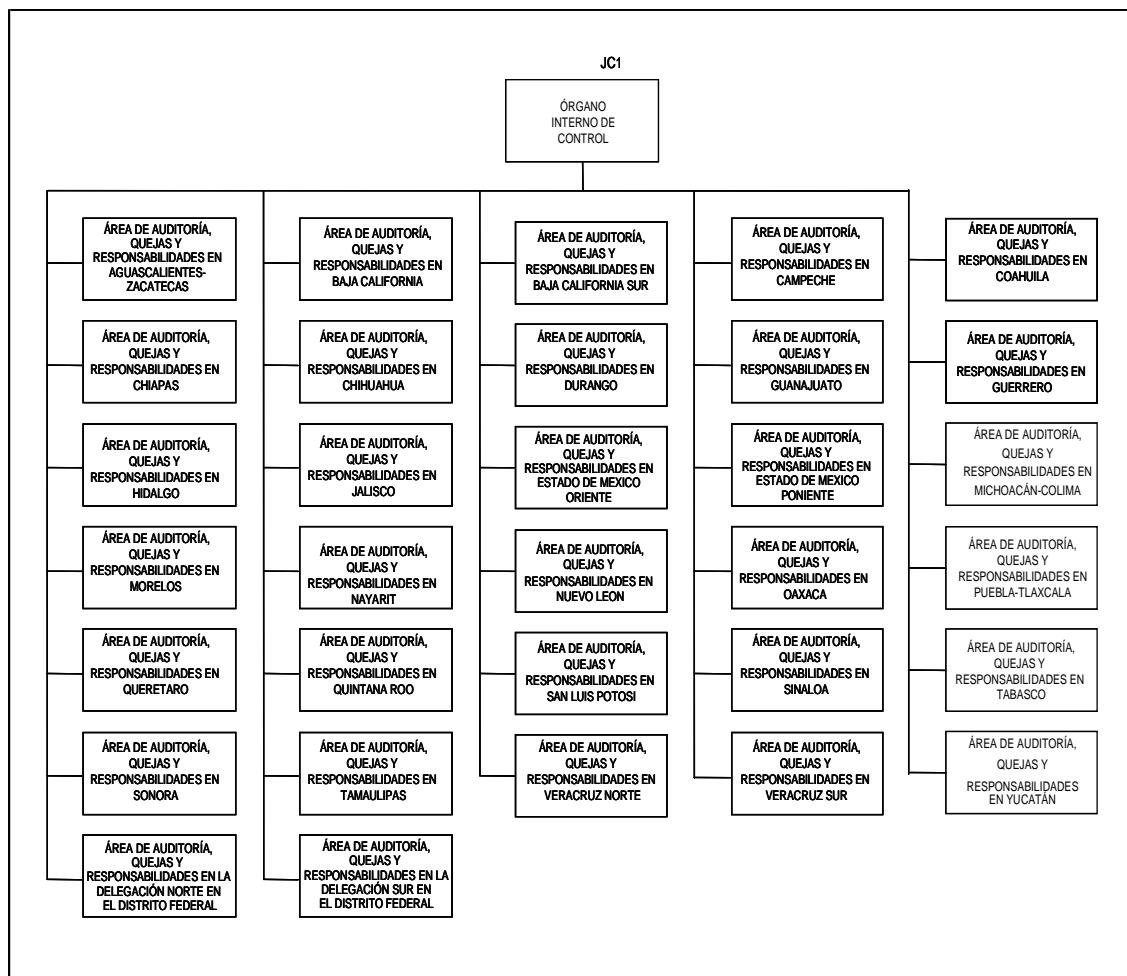 JC1
ÓRGANO
INTERNO DE
CONTROL
ÁREA DE AUDITORÍA,
QUEJAS Y
RESPONSABILIDADES EN
AGUASCALIENTES-
ZACATECAS
ÁREA DE AUDITORÍA,
QUEJAS Y
RESPONSABILIDADES EN
BAJA CALIFORNIA
ÁREA DE AUDITORÍA,
QUEJAS Y
RESPONSABILIDADES EN
BAJA CALIFORNIA SUR
ÁREA DE AUDITORÍA,
QUEJAS Y
RESPONSABILIDADES EN
CAMPECHE
ÁREA DE AUDITORÍA,
QUEJAS Y
RESPONSABILIDADES EN
COAHUILA
ÁREA DE AUDITORÍA,
QUEJAS Y
RESPONSABILIDADES EN
CHIAPAS
ÁREA DE AUDITORÍA,
QUEJAS Y
RESPONSABILIDADES EN
CHIHUAHUA
ÁREA DE AUDITORÍA,
QUEJAS Y
RESPONSABILIDADES EN
DURANGO
ÁREA DE AUDITORÍA,
QUEJAS Y
RESPONSABILIDADES EN
GUANAJUATO
ÁREA DE AUDITORÍA,
QUEJAS Y
RESPONSABILIDADES EN
GUERRERO
ÁREA DE AUDITORÍA,
QUEJAS Y
RESPONSABILIDADES EN
HIDALGO
ÁREA DE AUDITORÍA,
QUEJAS Y
RESPONSABILIDADES EN
JALISCO
ÁREA DE AUDITORÍA,
QUEJAS Y
RESPONSABILIDADES EN
ESTADO DE MEXICO
ORIENTE
ÁREA DE AUDITORÍA,
QUEJAS Y
RESPONSABILIDADES EN
ESTADO DE MEXICO
PONIENTE
ÁREA DE AUDITORÍA,
QUEJAS Y
RESPONSABILIDADES EN
MICHOACÁN-COLIMA
ÁREA DE AUDITORÍA,
QUEJAS Y
RESPONSABILIDADES EN
MORELOS
ÁREA DE AUDITORÍA,
QUEJAS Y
RESPONSABILIDADES EN
NAYARIT
ÁREA DE AUDITORÍA,
QUEJAS Y
RESPONSABILIDADES EN
NUEVO LEON
ÁREA DE AUDITORÍA,
QUEJAS Y
RESPONSABILIDADES EN
OAXACA
ÁREA DE AUDITORÍA,
QUEJAS Y
RESPONSABILIDADES EN
PUEBLA-TLAXCALA
ÁREA DE AUDITORÍA,
QUEJAS Y
RESPONSABILIDADES EN
QUERETARO
ÁREA DE AUDITORÍA,
QUEJAS Y
RESPONSABILIDADES EN
QUINTANA ROO
ÁREA DE AUDITORÍA,
QUEJAS Y
RESPONSABILIDADES EN
SAN LUIS POTOSI
ÁREA DE AUDITORÍA,
QUEJAS Y
RESPONSABILIDADES EN
SINALOA
ÁREA DE AUDITORÍA,
QUEJAS Y
RESPONSABILIDADES EN
TABASCO
ÁREA DE AUDITORÍA,
QUEJAS Y
RESPONSABILIDADES EN
SONORA
ÁREA DE AUDITORÍA,
QUEJAS Y
RESPONSABILIDADES EN
TAMAULIPAS
ÁREA DE AUDITORÍA,
QUEJAS Y
RESPONSABILIDADES EN
VERACRUZ NORTE
ÁREA DE AUDITORÍA,
QUEJAS Y
RESPONSABILIDADES EN
VERACRUZ SUR
ÁREA DE AUDITORÍA,
QUEJAS Y
RESPONSABILIDADES
EN YUCATÁN
ÁREA DE AUDITORÍA,
QUEJAS Y
RESPONSABILIDADES EN LA
DELEGACIÓN NORTE EN
EL DISTRITO FEDERAL
ÁREA DE AUDITORÍA,
QUEJAS Y
RESPONSABILIDADES EN LA
DELEGACIÓN SUR EN
EL DISTRITO FEDERAL